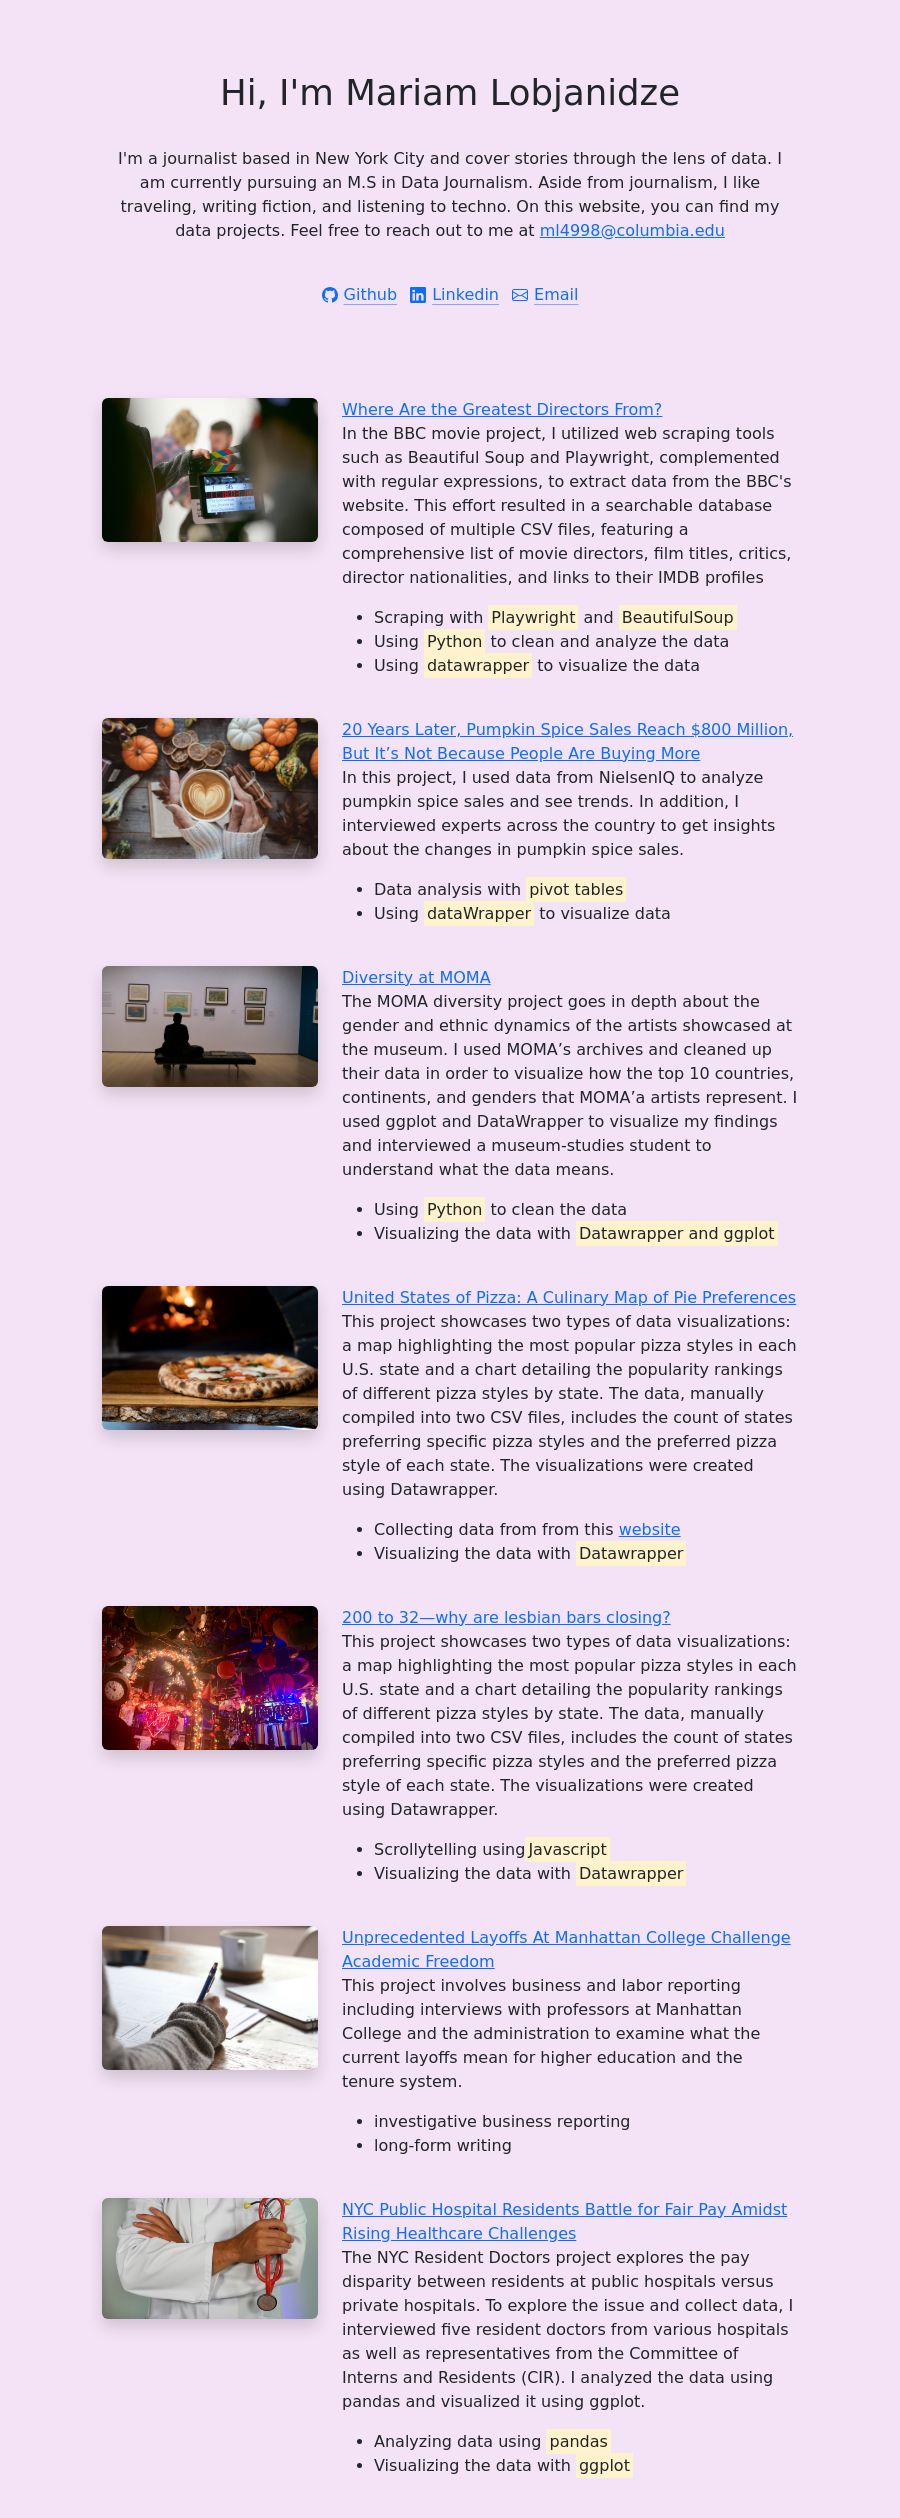 Hi, I'm Mariam Lobjanidze
I'm a journalist based in New York City and cover stories through the lens of data. I
am currently pursuing an M.S in Data Journalism. Aside from journalism, I like
traveling, writing fiction, and listening to techno. On this website, you can find my
data projects. Feel free to reach out to me at ml4998@columbia.edu
Github Linkedin Email
Where Are the Greatest Directors From?
In the BBC movie project, I utilized web scraping tools
such as Beautiful Soup and Playwright, complemented
with regular expressions, to extract data from the BBC's
website. This effort resulted in a searchable database
composed of multiple CSV files, featuring a
comprehensive list of movie directors, film titles, critics,
director nationalities, and links to their IMDB profiles
• Scraping with Playwright and BeautifulSoup
• Using Python to clean and analyze the data
• Using datawrapper to visualize the data
20 Years Later, Pumpkin Spice Sales Reach $800 Million,
But It’s Not Because People Are Buying More
In this project, I used data from NielsenIQ to analyze
pumpkin spice sales and see trends. In addition, I
interviewed experts across the country to get insights
about the changes in pumpkin spice sales.
• Data analysis with pivot tables
• Using dataWrapper to visualize data
Diversity at MOMA
The MOMA diversity project goes in depth about the
gender and ethnic dynamics of the artists showcased at
the museum. I used MOMA’s archives and cleaned up
their data in order to visualize how the top 10 countries,
continents, and genders that MOMA’a artists represent. I
used ggplot and DataWrapper to visualize my findings
and interviewed a museum-studies student to
understand what the data means.
• Using Python to clean the data
• Visualizing the data with Datawrapper and ggplot
United States of Pizza: A Culinary Map of Pie Preferences
This project showcases two types of data visualizations:
a map highlighting the most popular pizza styles in each
U.S. state and a chart detailing the popularity rankings
of different pizza styles by state. The data, manually
compiled into two CSV files, includes the count of states
preferring specific pizza styles and the preferred pizza
style of each state. The visualizations were created
using Datawrapper.
• Collecting data from from this website
• Visualizing the data with Datawrapper
200 to 32—why are lesbian bars closing?
This project showcases two types of data visualizations:
a map highlighting the most popular pizza styles in each
U.S. state and a chart detailing the popularity rankings
of different pizza styles by state. The data, manually
compiled into two CSV files, includes the count of states
preferring specific pizza styles and the preferred pizza
style of each state. The visualizations were created
using Datawrapper.
• Scrollytelling using Javascript
• Visualizing the data with Datawrapper
Unprecedented Layoffs At Manhattan College Challenge
Academic Freedom
This project involves business and labor reporting
including interviews with professors at Manhattan
College and the administration to examine what the
current layoffs mean for higher education and the
tenure system.
• investigative business reporting
• long-form writing
NYC Public Hospital Residents Battle for Fair Pay Amidst
Rising Healthcare Challenges
The NYC Resident Doctors project explores the pay
disparity between residents at public hospitals versus
private hospitals. To explore the issue and collect data, I
interviewed five resident doctors from various hospitals
as well as representatives from the Committee of
Interns and Residents (CIR). I analyzed the data using
pandas and visualized it using ggplot.
• Analyzing data using pandas
• Visualizing the data with ggplot